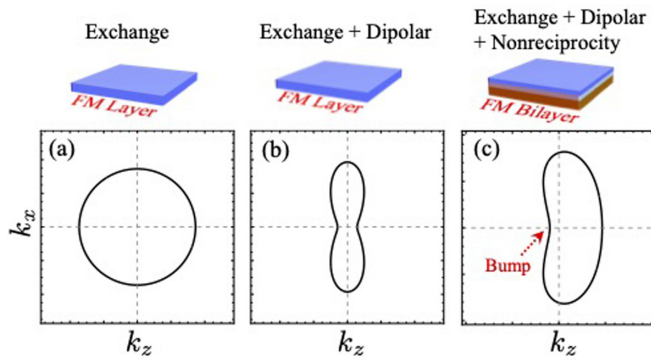 Exchange
Exchange + Dipolar
Exchange + Dipolar
+ Nonreciprocity
FM Layer
FM Layer
FM Bilayer
(a)
(b)
(c)
k_x
Bump
k_z
k_z
k_z